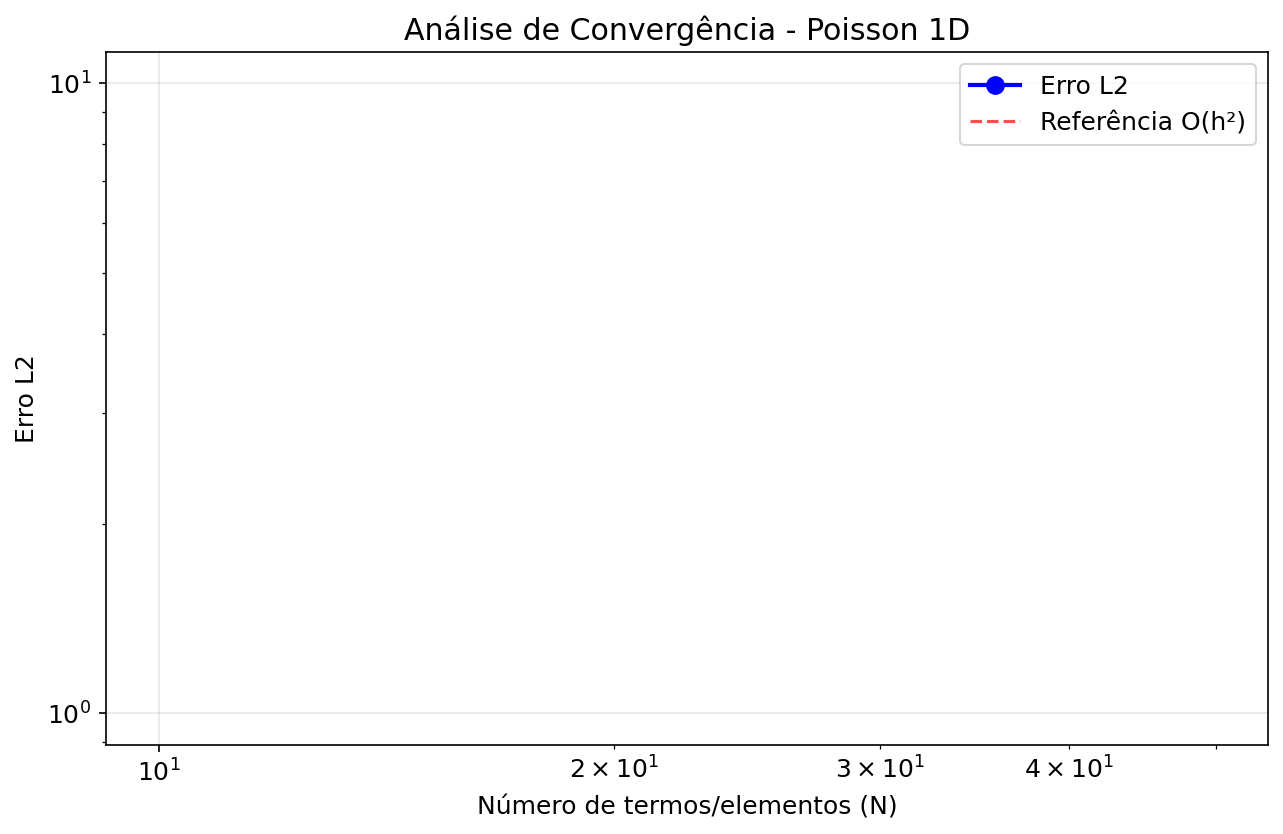 Análise de Convergência - Poisson 1D
Erro L2
Referência O(h²)
10¹
10⁰
Erro L2
10¹
2 × 10¹
3 × 10¹
4 × 10¹
Número de termos/elementos (N)